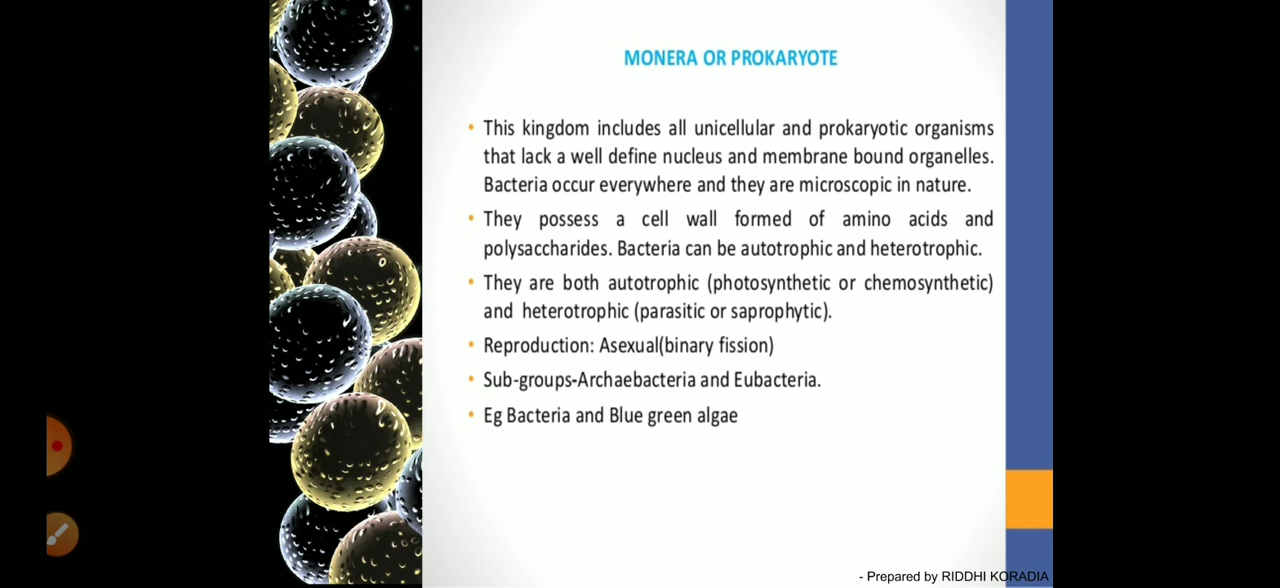 MONERA OR PROKARYOTE
• This kingdom includes all unicellular and prokaryotic organisms
that lack a well define nucleus and membrane bound organelles.
Bacteria occur everywhere and they are microscopic in nature.
• They possess a cell wall formed of amino acids and
polysaccharides. Bacteria can be autotrophic and heterotrophic.
• They are both autotrophic (photosynthetic or chemosynthetic)
and heterotrophic (parasitic or saprophytic).
• Reproduction: Asexual(binary fission)
• Sub-groups-Archaebacteria and Eubacteria.
• Eg Bacteria and Blue green algae
- Prepared by RIDDHI KORADIA